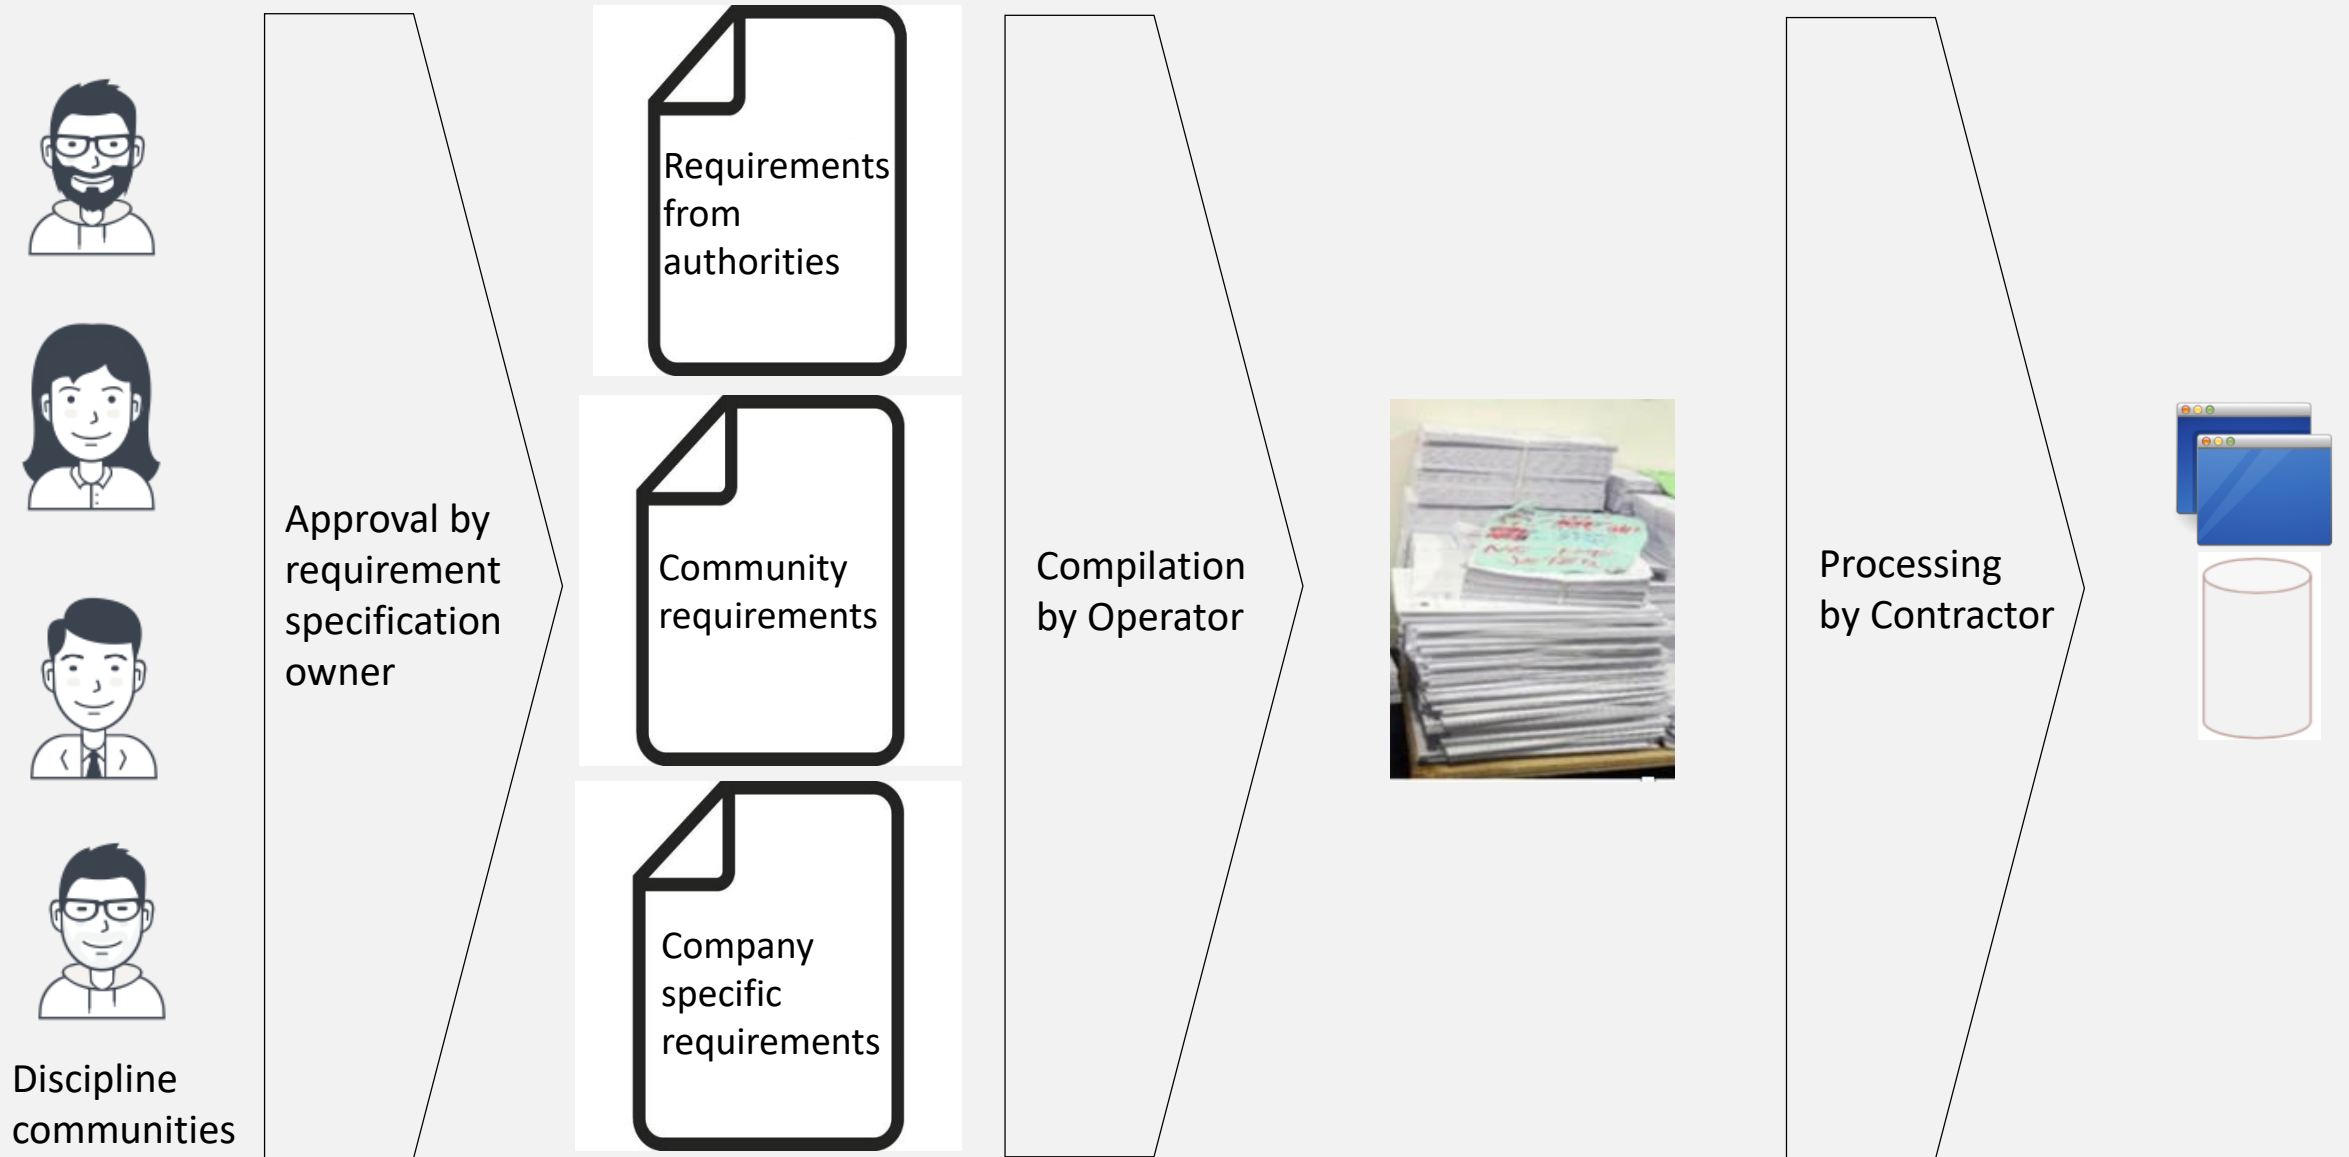 Discipline
communities
Approval by
requirement
specification
owner
Requirements
from
authorities
Community
requirements
Company
specific
requirements
Compilation
by Operator
Processing
by Contractor